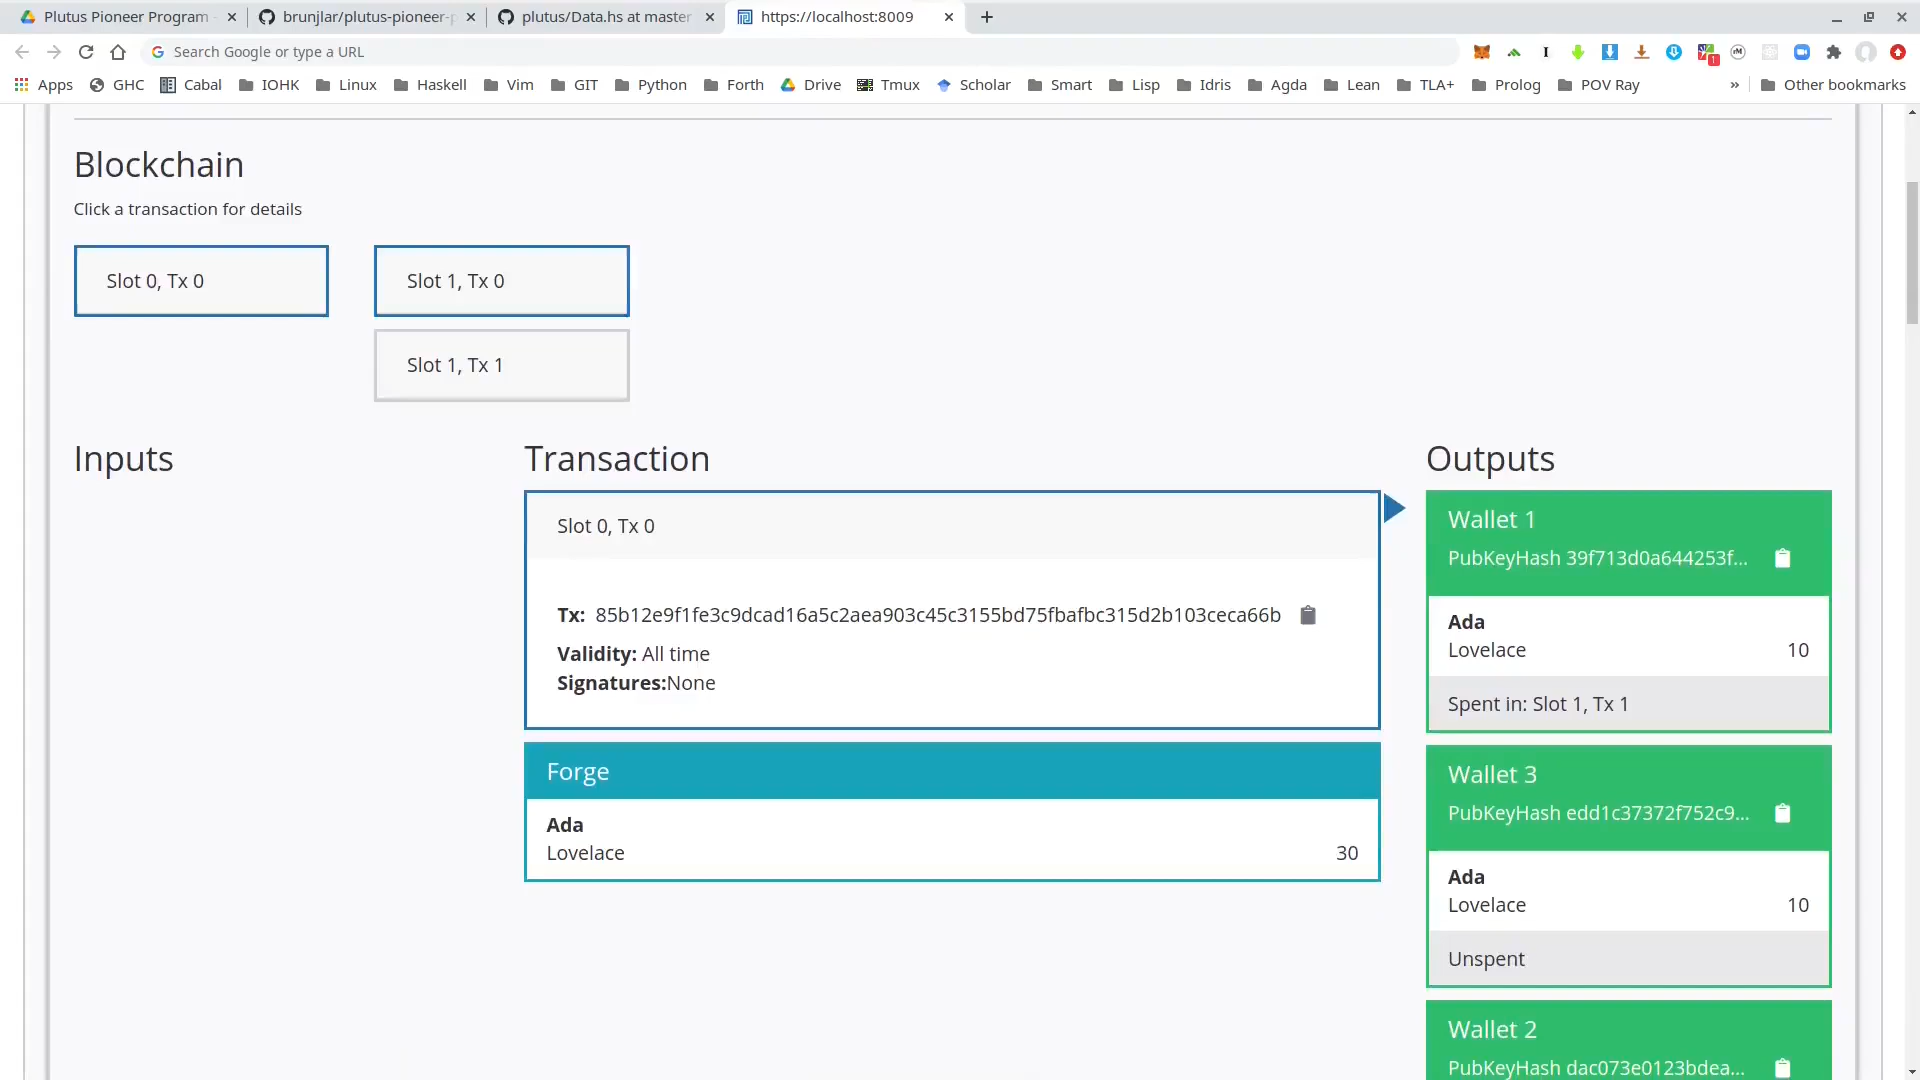 Plutus Pioneer Program
brunjlar/plutus-pioneer-p
plutus/Data.hs at master
https://localhost:8009
Search Google or type a URL
1
Apps GHC Cabal IOHK Linux Haskell Vim GIT Python Forth Drive Tmux Scholar Smart Lisp Idris Agda Lean TLA+ Prolog POV Ray » Other bookmarks
Blockchain
Click a transaction for details
Slot 0, Tx 0
Slot 1, Tx 0
Slot 1, Tx 1
Inputs
Transaction
Slot 0, Tx 0
Tx: 85b12e9f1fe3c9dcad16a5c2aea903c45c3155bd75fbafbc315d2b103ceca66b
Validity: All time
Signatures:None
Forge
Ada
Lovelace 30
Outputs
Wallet 1
PubKeyHash 39f713d0a644253f...
Ada
Lovelace 10
Spent in: Slot 1, Tx 1
Wallet 3
PubKeyHash edd1c37372f752c9...
Ada
Lovelace 10
Unspent
Wallet 2
PubKeyHash dac073e0123bdea...